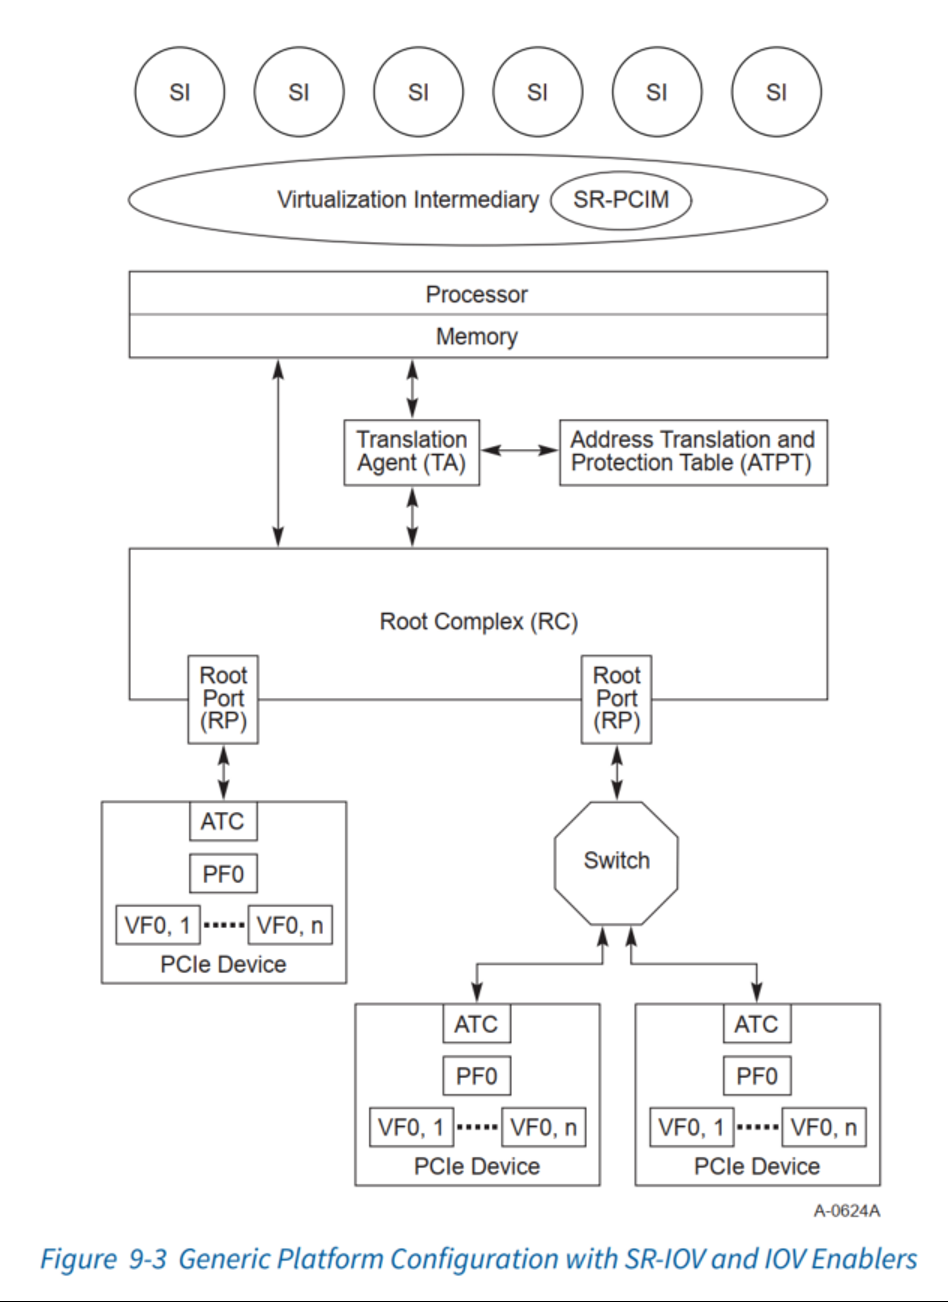 SI SI SI SI SI SI
Virtualization Intermediary SR-PCIM
Processor
Memory
Translation
Agent (TA)
Address Translation and
Protection Table (ATPT)
Root Complex (RC)
Root
Port
(RP)
Root
Port
(RP)
ATC
PF0
VF0, 1 VF0, n
PCIe Device
Switch
ATC
PF0
VF0, 1 VF0, n
PCIe Device
ATC
PF0
VF0, 1 VF0, n
PCIe Device
A-0624A
Figure 9-3 Generic Platform Configuration with SR-IOV and IOV Enablers